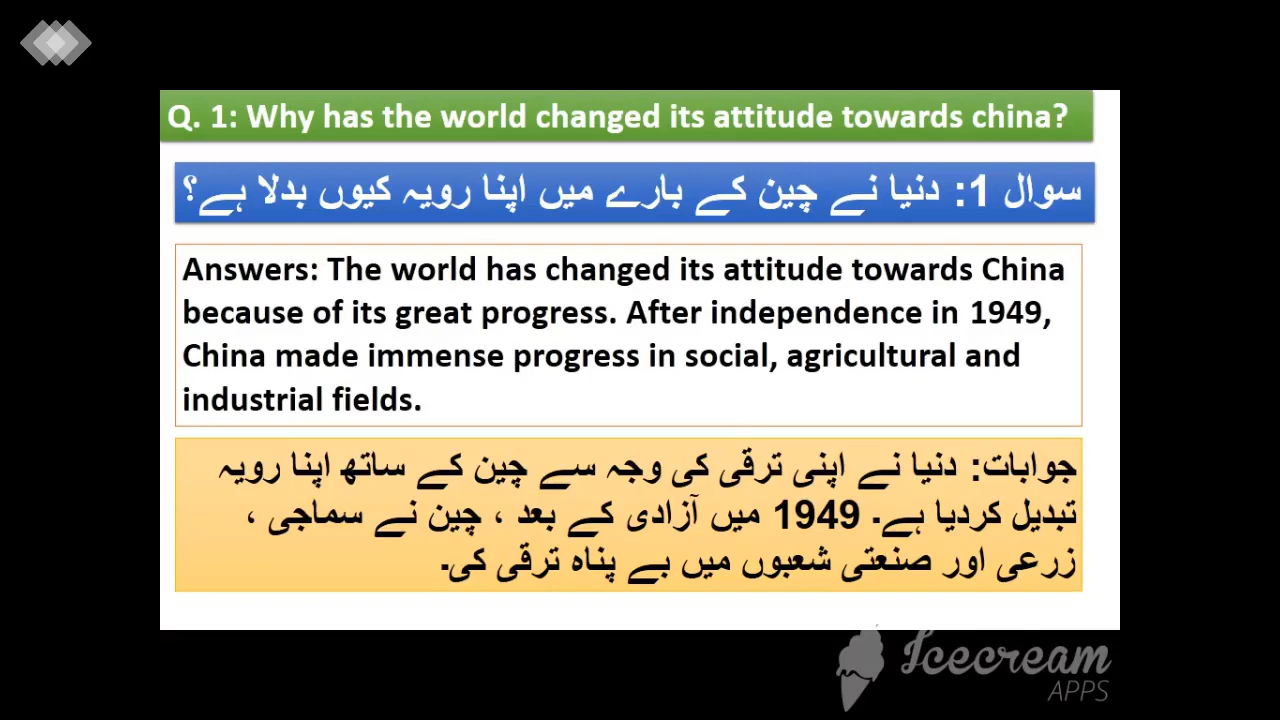 Q. 1: Why has the world changed its attitude towards china?
سوال 1: دنیا نے چین کے بارے میں اپنا رویہ کیوں بدلا ہے؟
Answers: The world has changed its attitude towards China
because of its great progress. After independence in 1949,
China made immense progress in social, agricultural and
industrial fields.
جوابات: دنیا نے اپنی ترقی کی وجہ سے چین کے ساتھ اپنا رویہ
تبدیل کردیا ہے۔ 1949 میں آزادی کے بعد ، چین نے سماجی ،
زرعی اور صنعتی شعبوں میں بے پناہ ترقی کی۔
Icecream
APPS